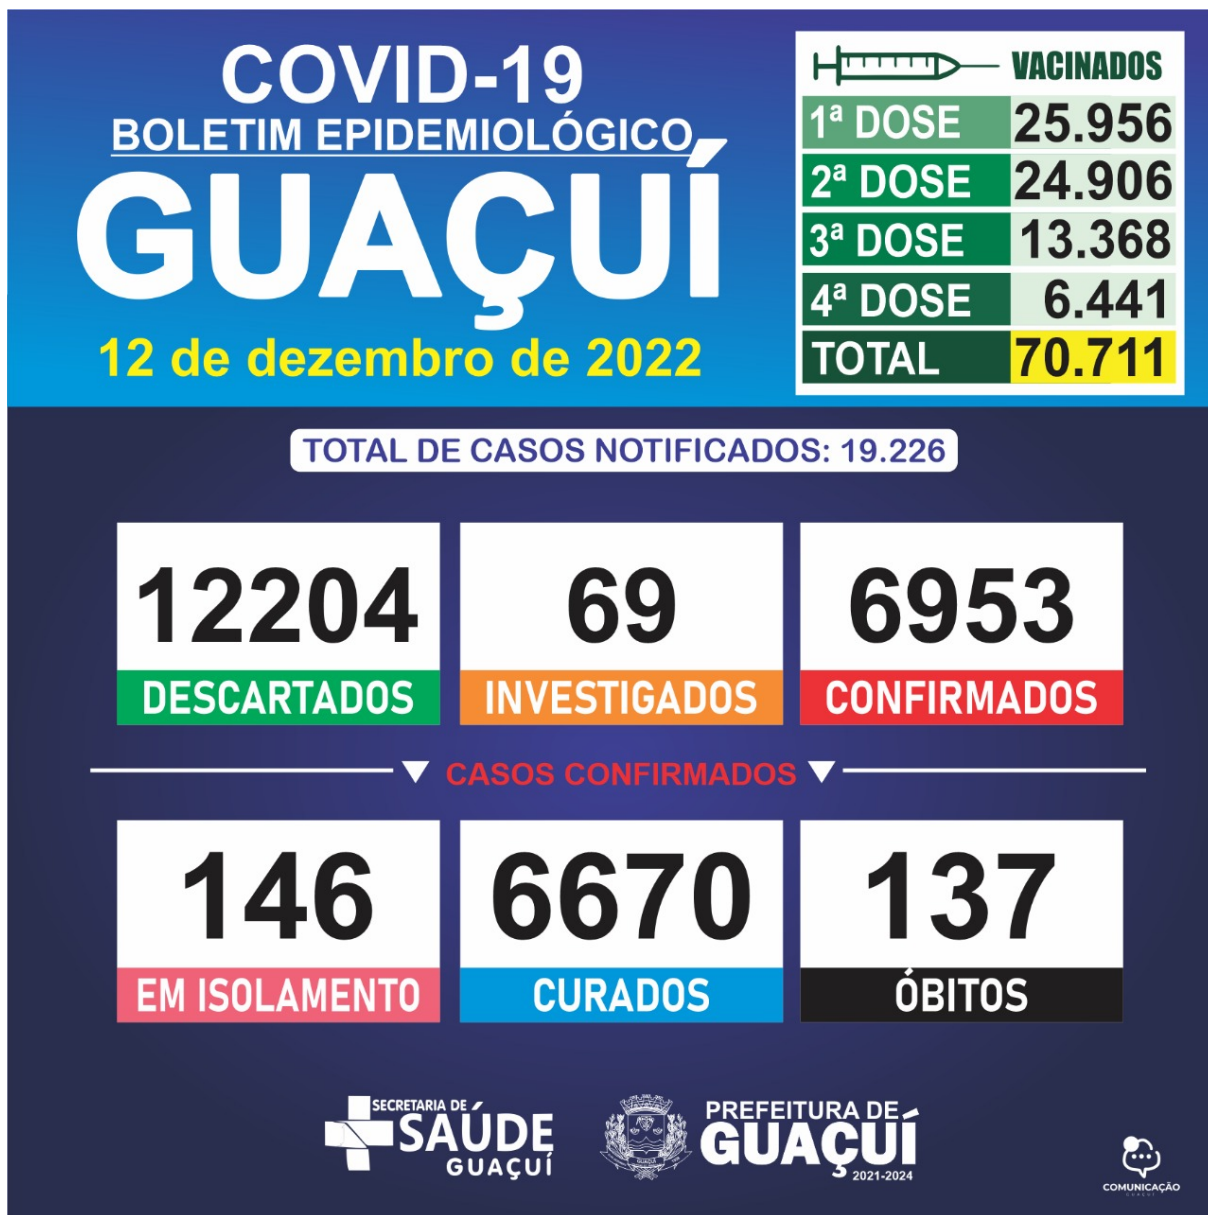 COVID-19
BOLETIM EPIDEMIOLÓGICO
GUAÇUÍ
12 de dezembro de 2022
VACINADOS
1ª DOSE 25.956
2ª DOSE 24.906
3ª DOSE 13.368
4ª DOSE 6.441
TOTAL 70.711
TOTAL DE CASOS NOTIFICADOS: 19.226
12204
DESCARTADOS
69
INVESTIGADOS
6953
CONFIRMADOS
CASOS CONFIRMADOS
146
EM ISOLAMENTO
6670
CURADOS
137
ÓBITOS
SECRETARIA DE
SAÚDE
GUAÇUÍ
PREFEITURA DE
GUAÇUÍ
2021-2024
COMUNICAÇÃO
GUAÇUÍ